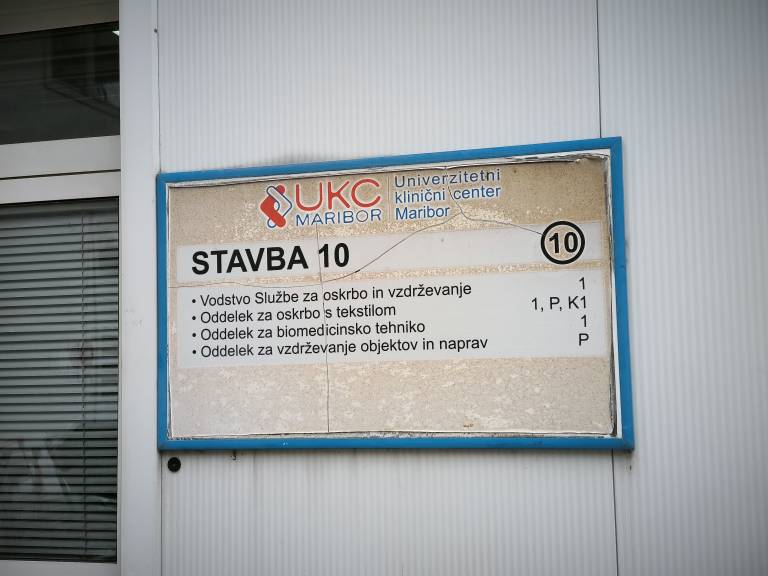 UKC
MARIBOR
Univerzitetni
klinični center
Maribor
STAVBA 10
10
• Vodstvo Službe za oskrbo in vzdrževanje 1
• Oddelek za oskrbo s tekstilom 1, P, K1
• Oddelek za biomedicinsko tehniko 1
• Oddelek za vzdrževanje objektov in naprav P